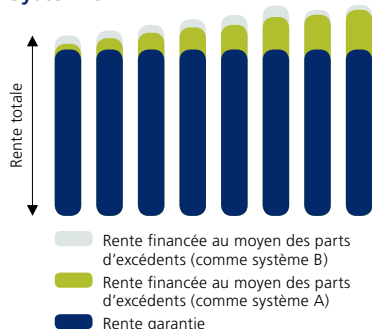 Rente totale
Rente financée au moyen des parts
d'excédents (comme système B)
Rente financée au moyen des parts
d'excédents (comme système A)
Rente garantie